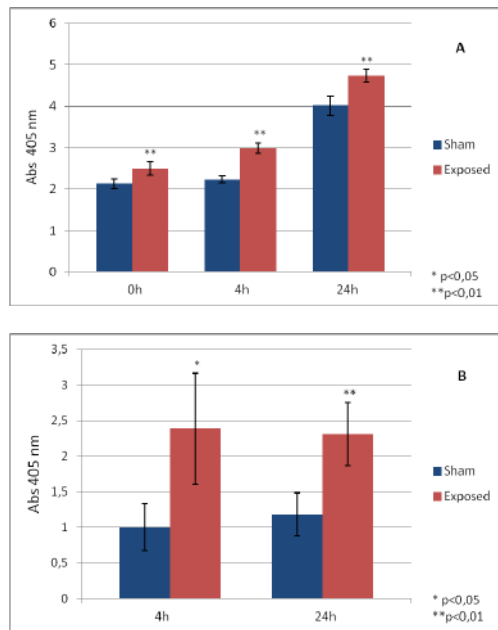 6
A
5
**
**
4
**
Abs 405 nm
3
Sham
Exposed
2
1
0
0h
4h
24h
* p<0,05
**p<0,01
3,5
B
*
3
**
2,5
Abs 405 nm
2
Sham
1,5
Exposed
1
0,5
0
4h
24h
* p<0,05
**p<0,01